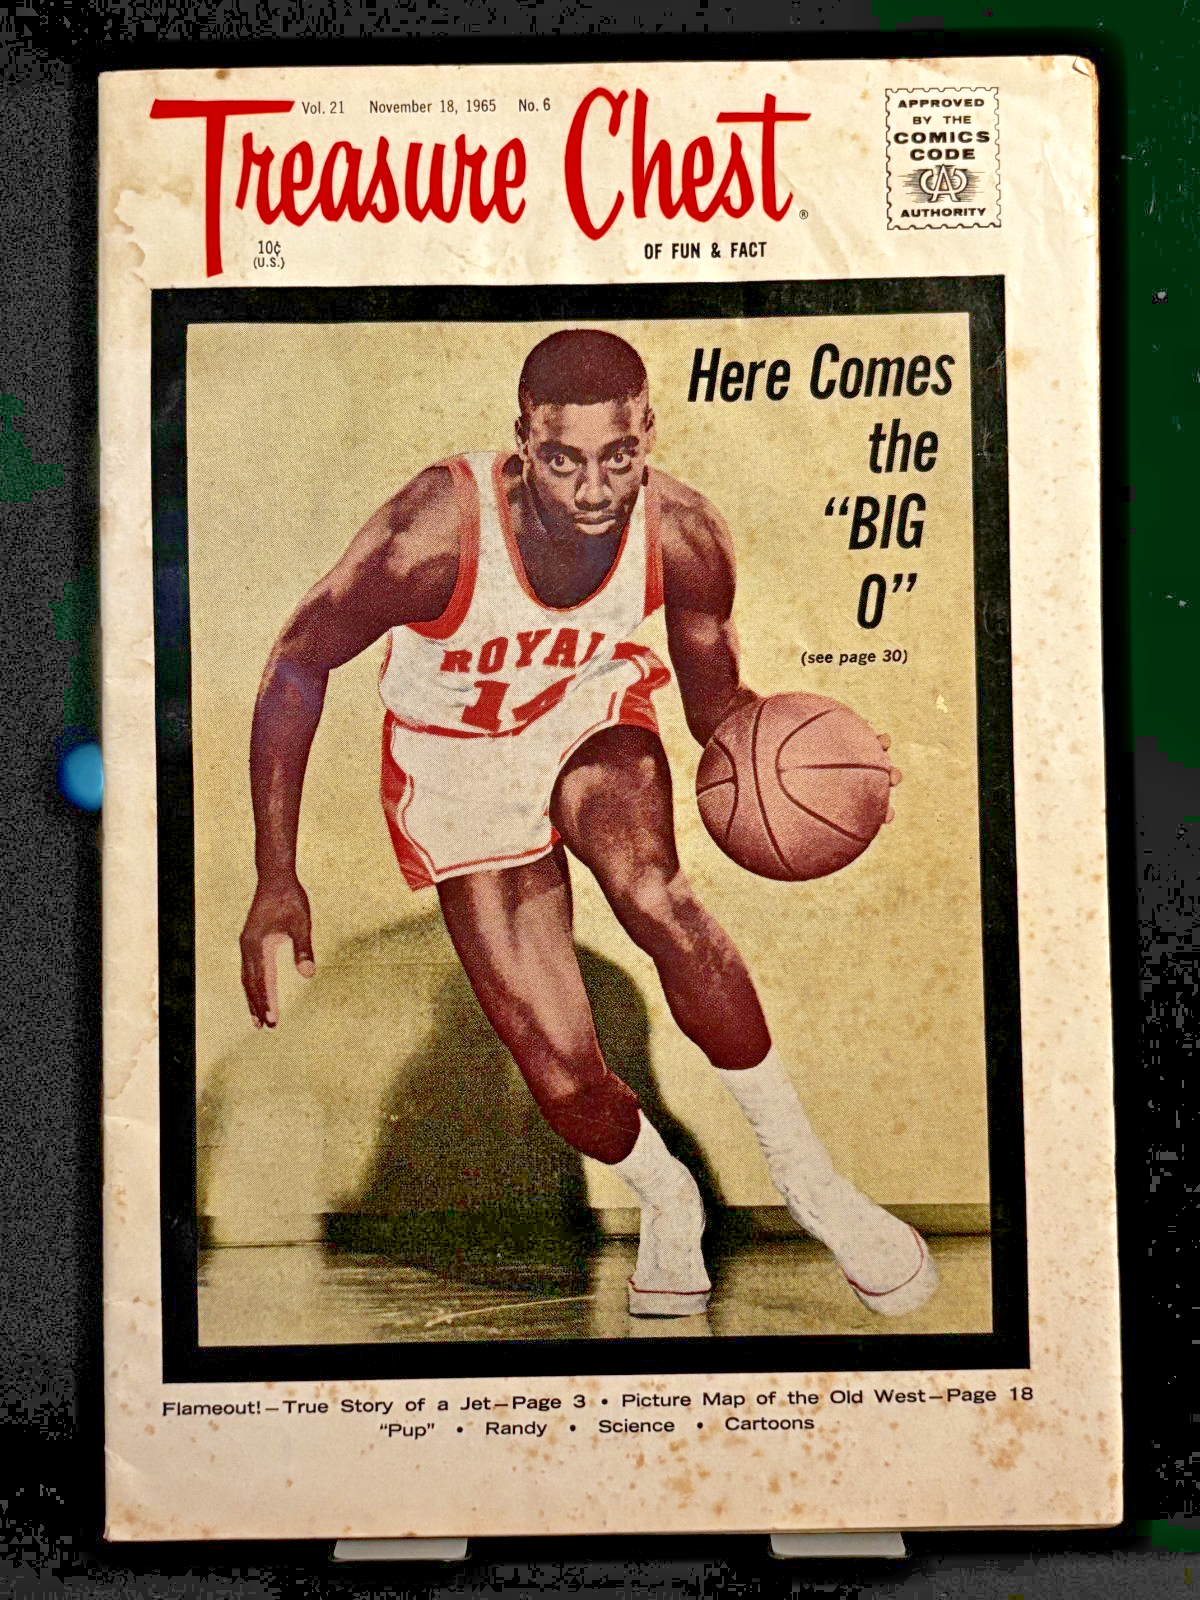 Vol. 21 November 18, 1965 No. 6
Treasure Chest®
10¢
(U.S.)
OF FUN & FACT
APPROVED
BY THE
COMICS
CODE
CA
AUTHORITY
Here Comes
the
“BIG
O”
(see page 30)
ROYAL
14
Flameout!—True Story of a Jet—Page 3 • Picture Map of the Old West—Page 18
“Pup” • Randy • Science • Cartoons